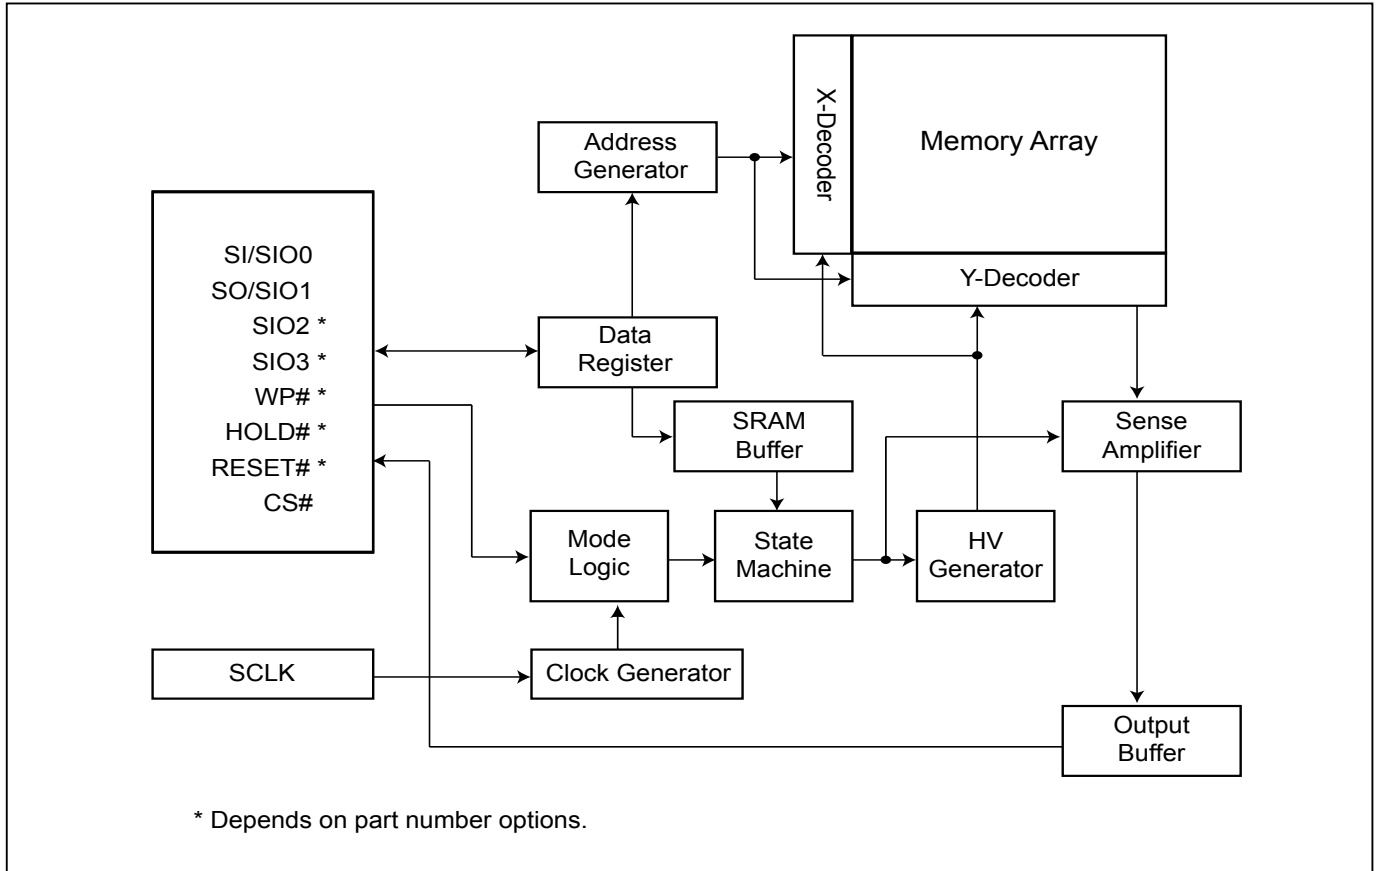 X-Decoder
Memory Array
Address
Generator
SI/SIO0
SO/SIO1
SIO2 *
SIO3 *
WP# *
HOLD# *
RESET# *
CS#
Y-Decoder
Data
Register
SRAM
Buffer
Sense
Amplifier
Mode
Logic
State
Machine
HV
Generator
SCLK
Clock Generator
Output
Buffer
* Depends on part number options.